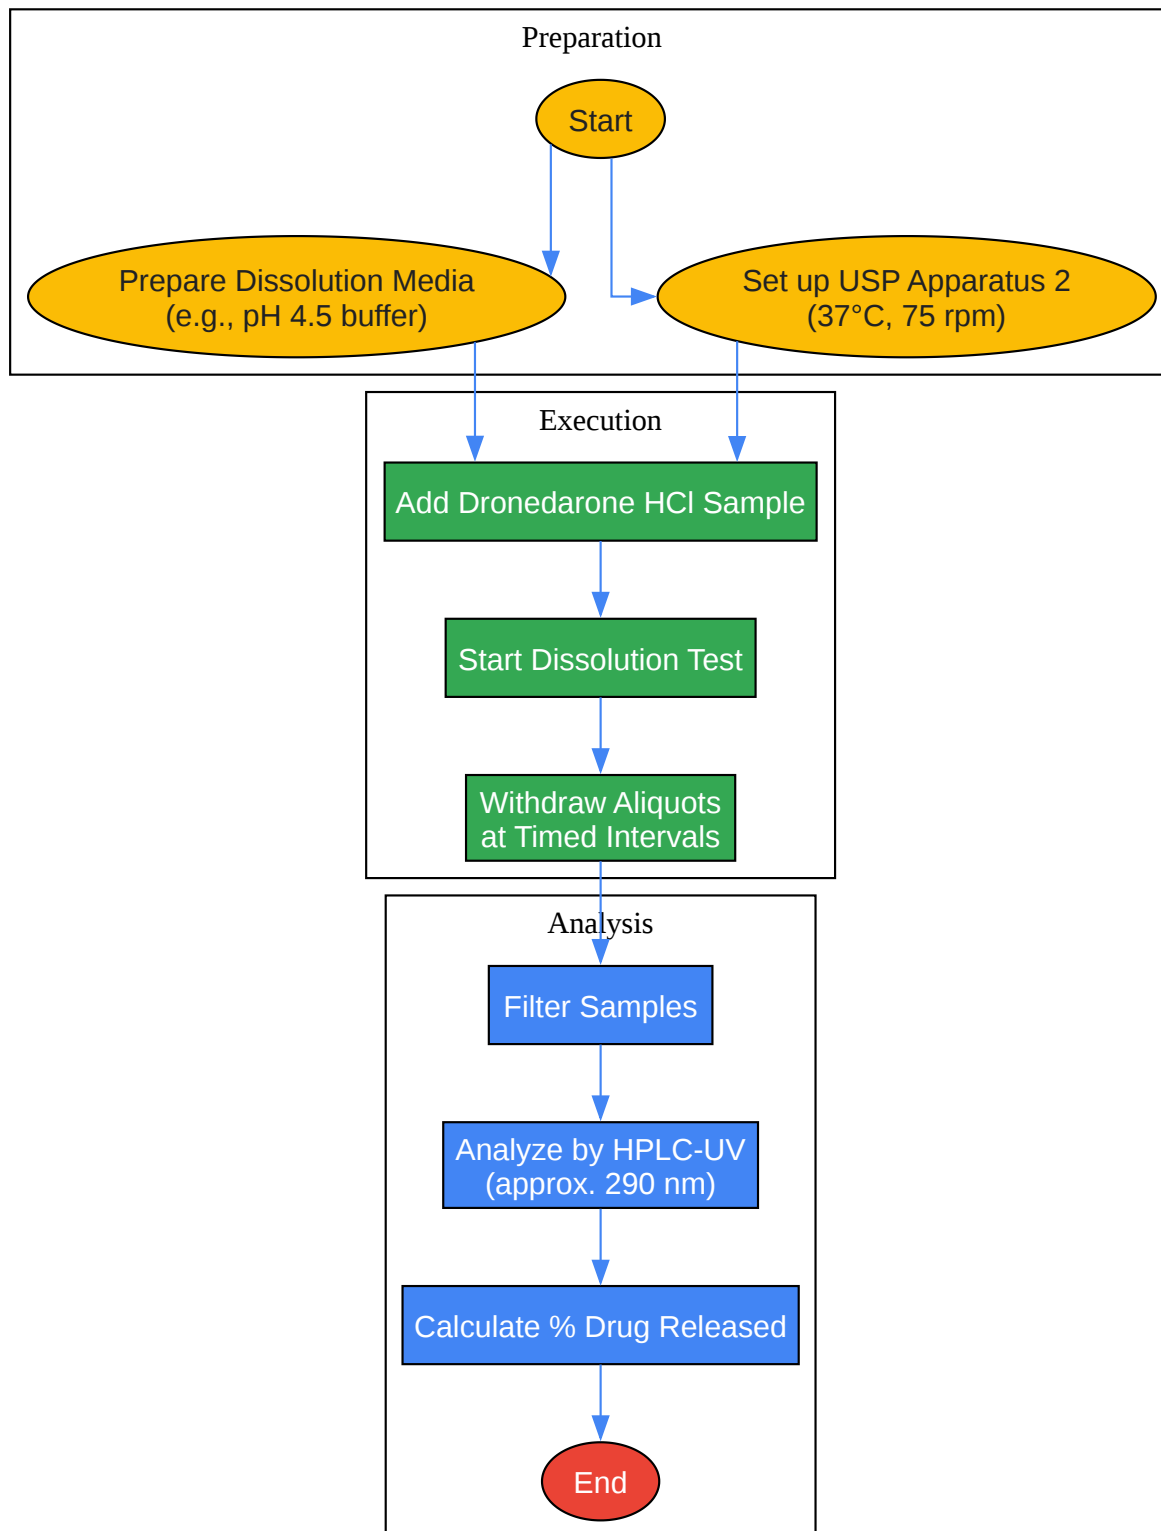 Preparation
Start
Prepare Dissolution Media
(e.g., pH 4.5 buffer)
Set up USP Apparatus 2
(37°C, 75 rpm)
Execution
Add Dronedarone HCl Sample
Start Dissolution Test
Withdraw Aliquots
at Timed Intervals
Analysis
Filter Samples
Analyze by HPLC-UV
(approx. 290 nm)
Calculate % Drug Released
End